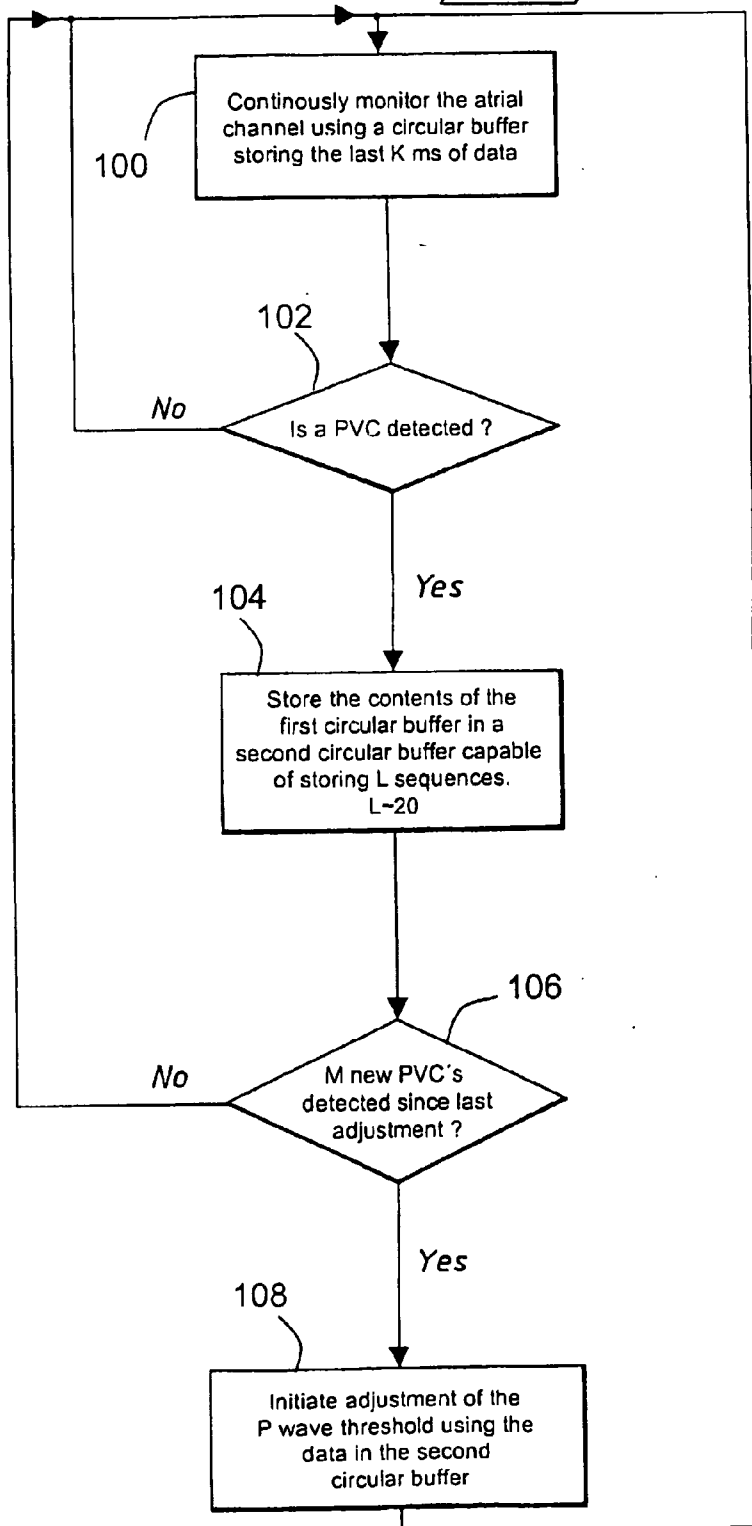 Continously monitor the atrial
channel using a circular buffer
storing the last K ms of data
100
102
No
Is a PVC detected ?
Yes
104
Store the contents of the
first circular buffer in a
second circular buffer capable
of storing L sequences.
L~20
106
No
M new PVC´s
detected since last
adjustment ?
Yes
108
Initiate adjustment of the
P wave threshold using the
data in the second
circular buffer